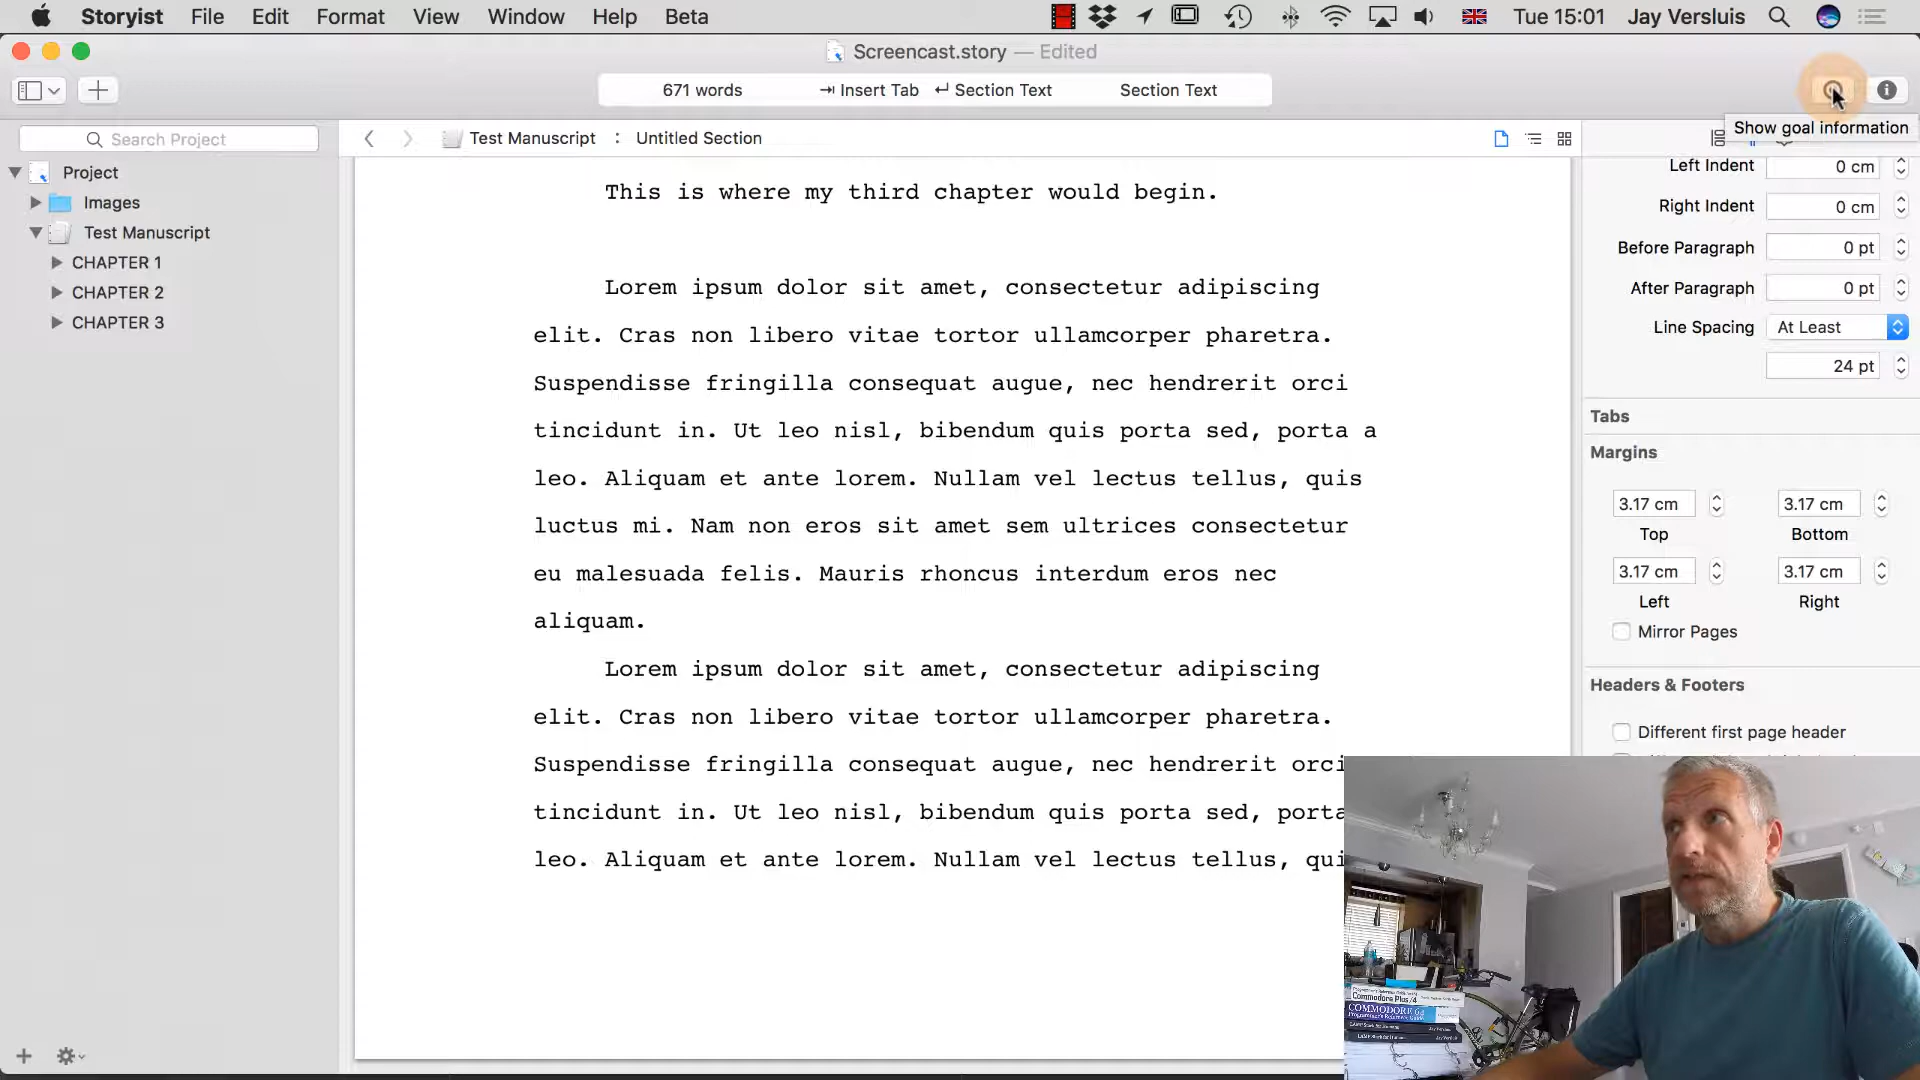 Storyist File Edit Format View Window Help Beta Tue 15:01 Jay Versluis
Screencast.story — Edited
671 words Insert Tab Section Text Section Text
Show goal information
Search Project
Test Manuscript : Untitled Section
Project
Images
Test Manuscript
CHAPTER 1
CHAPTER 2
CHAPTER 3
This is where my third chapter would begin.
Lorem ipsum dolor sit amet, consectetur adipiscing
elit. Cras non libero vitae tortor ullamcorper pharetra.
Suspendisse fringilla consequat augue, nec hendrerit orci
tincidunt in. Ut leo nisl, bibendum quis porta sed, porta a
leo. Aliquam et ante lorem. Nullam vel lectus tellus, quis
luctus mi. Nam non eros sit amet sem ultrices consectetur
eu malesuada felis. Mauris rhoncus interdum eros nec
aliquam.
Lorem ipsum dolor sit amet, consectetur adipiscing
elit. Cras non libero vitae tortor ullamcorper pharetra.
Suspendisse fringilla consequat augue, nec hendrerit orci
tincidunt in. Ut leo nisl, bibendum quis porta sed, porta
leo. Aliquam et ante lorem. Nullam vel lectus tellus, qui
Left Indent 0 cm
Right Indent 0 cm
Before Paragraph 0 pt
After Paragraph 0 pt
Line Spacing At Least
24 pt
Tabs
Margins
3.17 cm 3.17 cm
Top Bottom
3.17 cm 3.17 cm
Left Right
Mirror Pages
Headers & Footers
Different first page header
Commodore Plus/4
COMMODORE 64
Programmer's Reference Guide